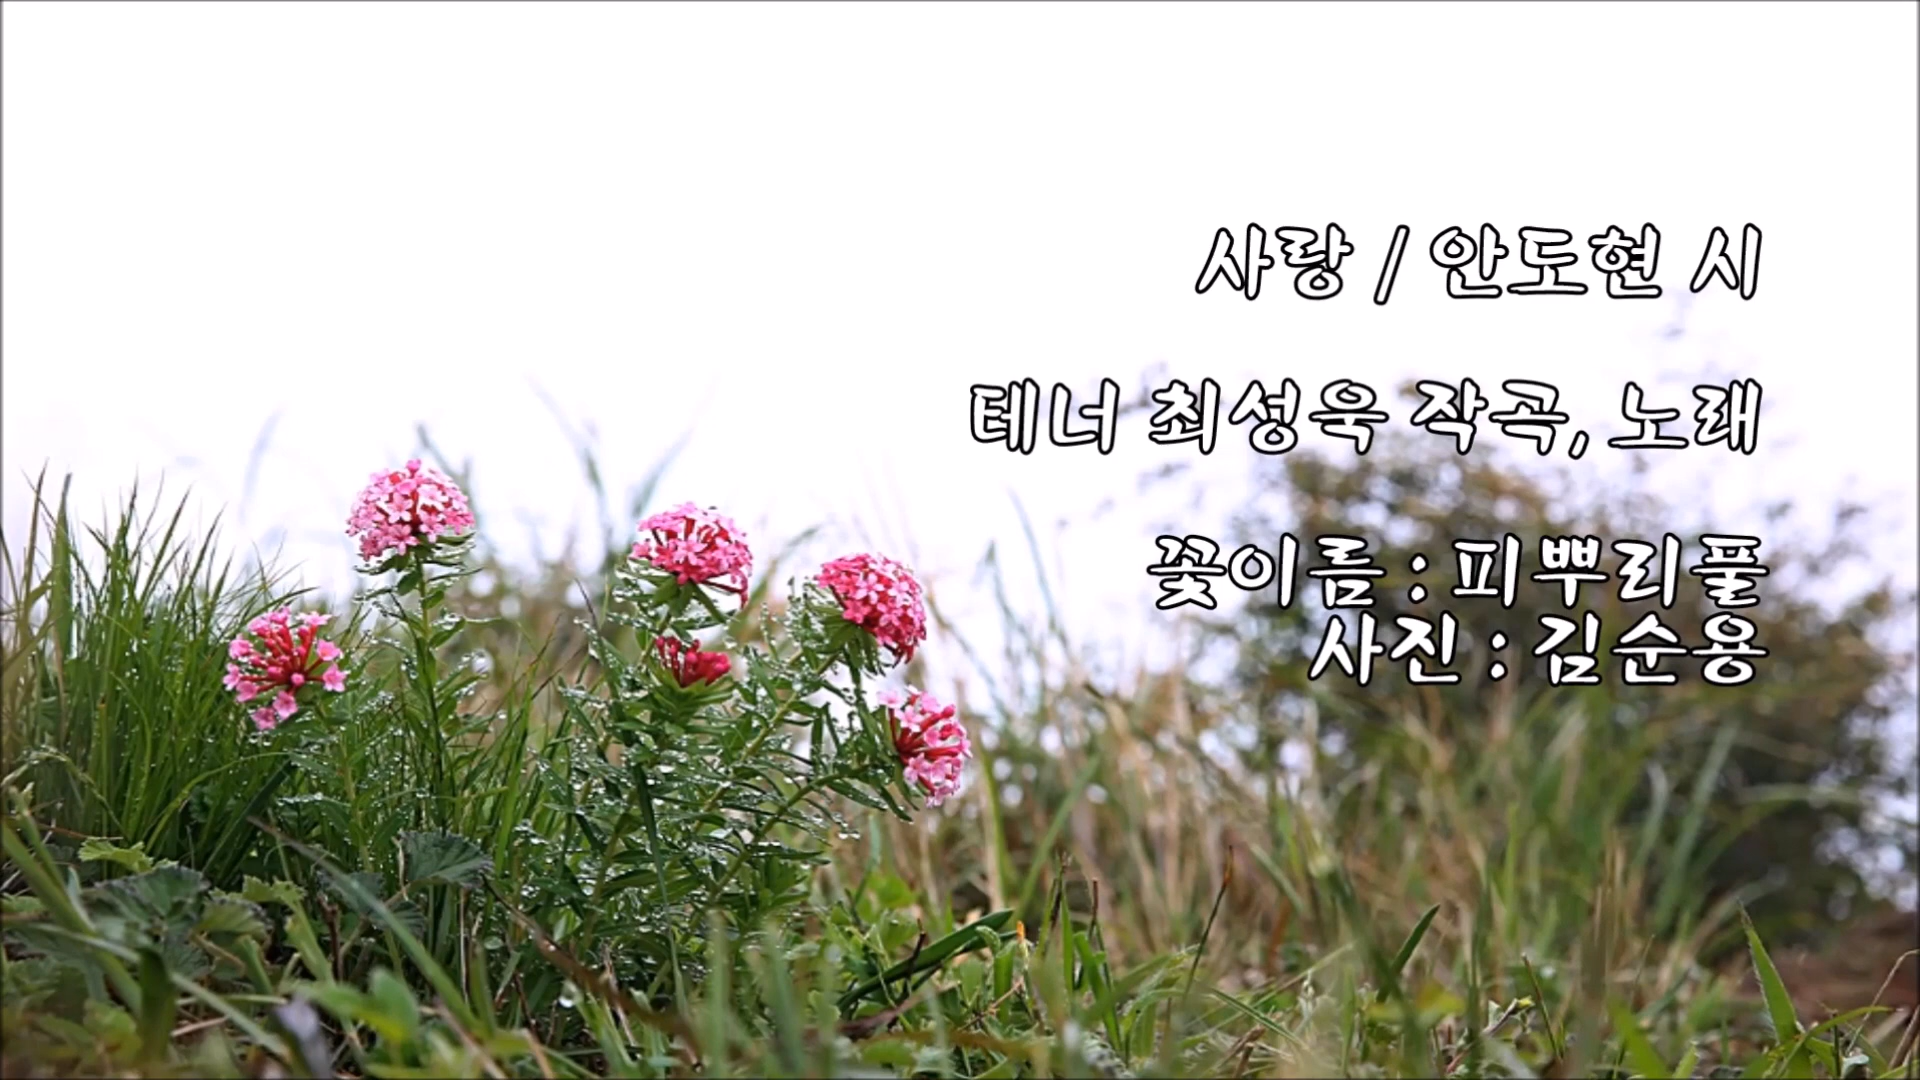 사랑 / 안도현 시
테너 최성욱 작곡, 노래
꽃이름 : 피뿌리풀
사진 : 김순용